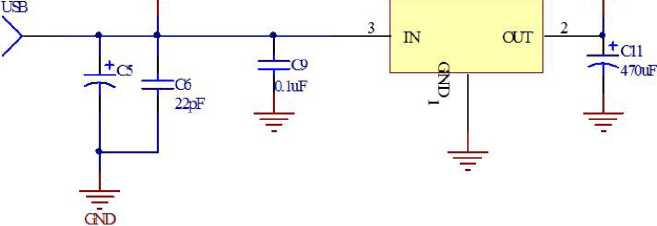 USB
3
IN
OUT
2
C11
470uF
C5
C6
22pF
C9
0.1uF
GND
1
GND